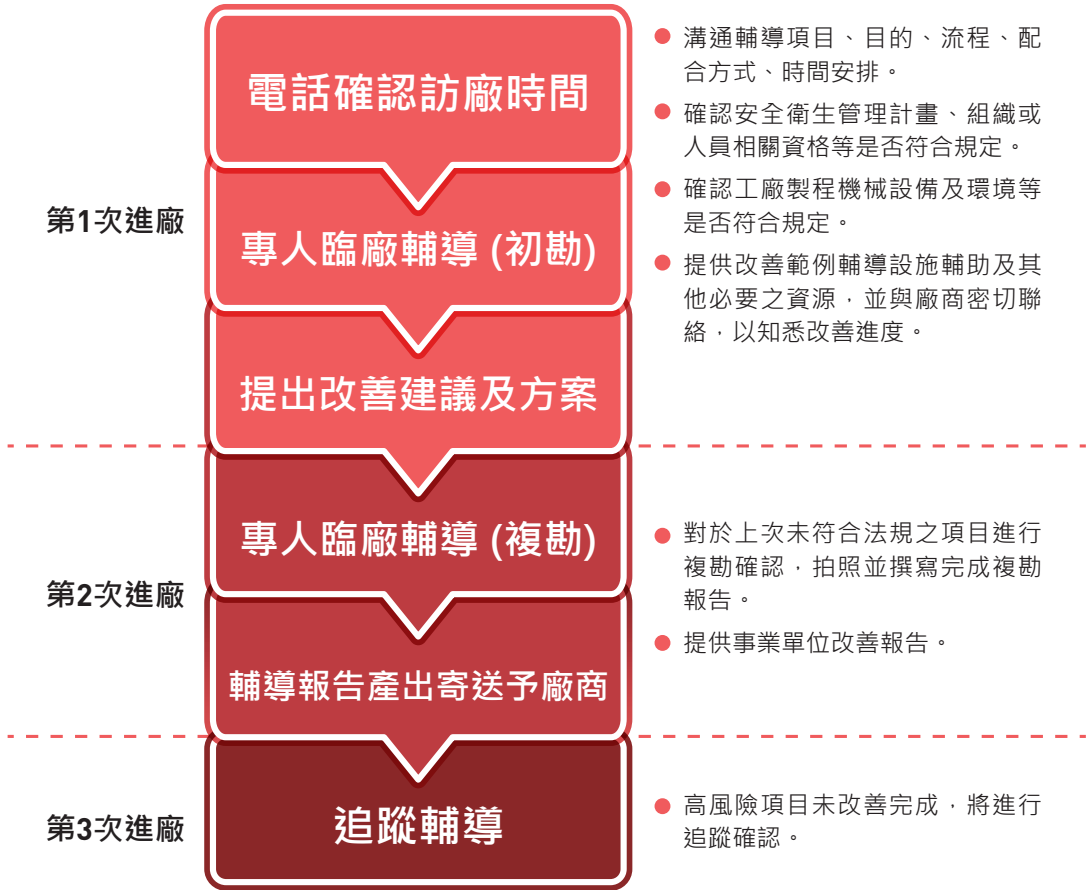 電話確認訪廠時間
第1次進廠
專人臨廠輔導 (初勘)
提出改善建議及方案
● 溝通輔導項目、目的、流程、配
合方式、時間安排。
● 確認安全衛生管理計畫、組織或
人員相關資格等是否符合規定。
● 確認工廠製程機械設備及環境等
是否符合規定。
● 提供改善範例輔導設施輔助及其
他必要之資源，並與廠商密切聯
絡，以知悉改善進度。
第2次進廠
專人臨廠輔導 (複勘)
輔導報告產出寄送予廠商
● 對於上次未符合法規之項目進行
複勘確認，拍照並撰寫完成複勘
報告。
● 提供事業單位改善報告。
第3次進廠
追蹤輔導
● 高風險項目未改善完成，將進行
追蹤確認。